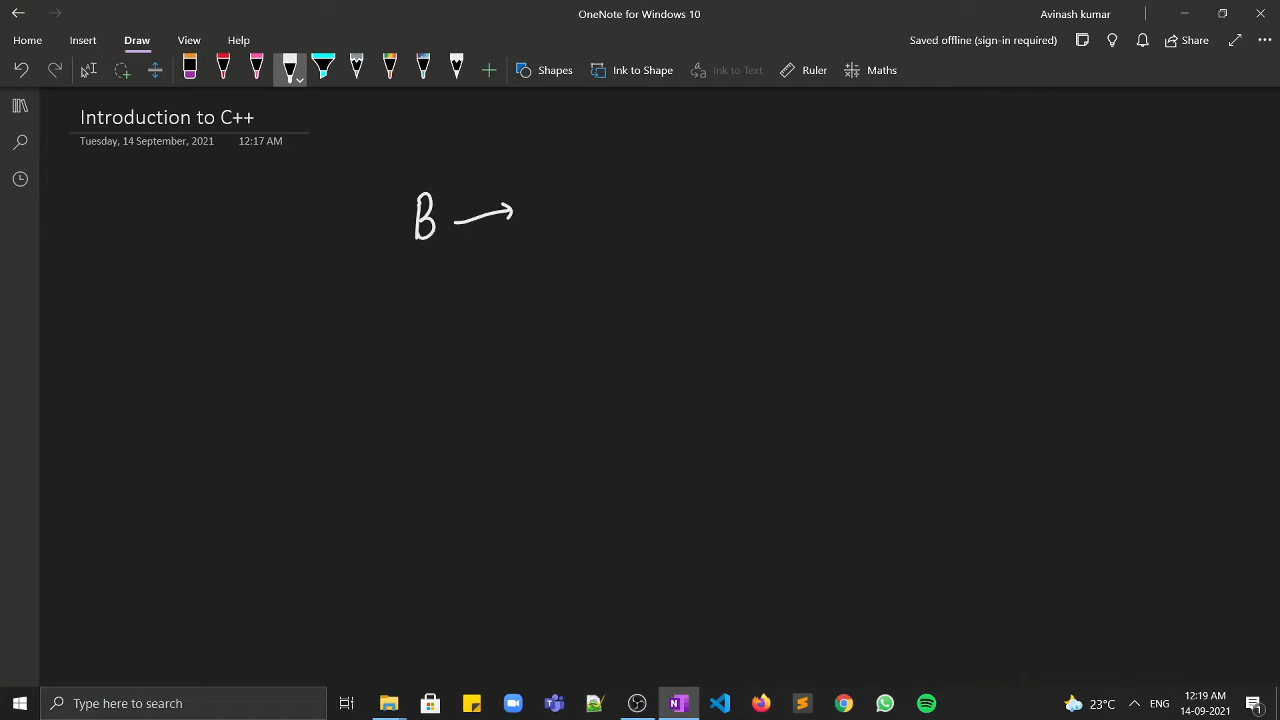 OneNote for Windows 10
Avinash kumar
Home Insert Draw View Help
Saved offline (sign-in required)
Share
Shapes
Ink to Shape
Ink to Text
Ruler
Maths
Introduction to C++
Tuesday, 14 September, 2021 12:17 AM
B →
Type here to search
23°C
ENG
12:19 AM
14-09-2021